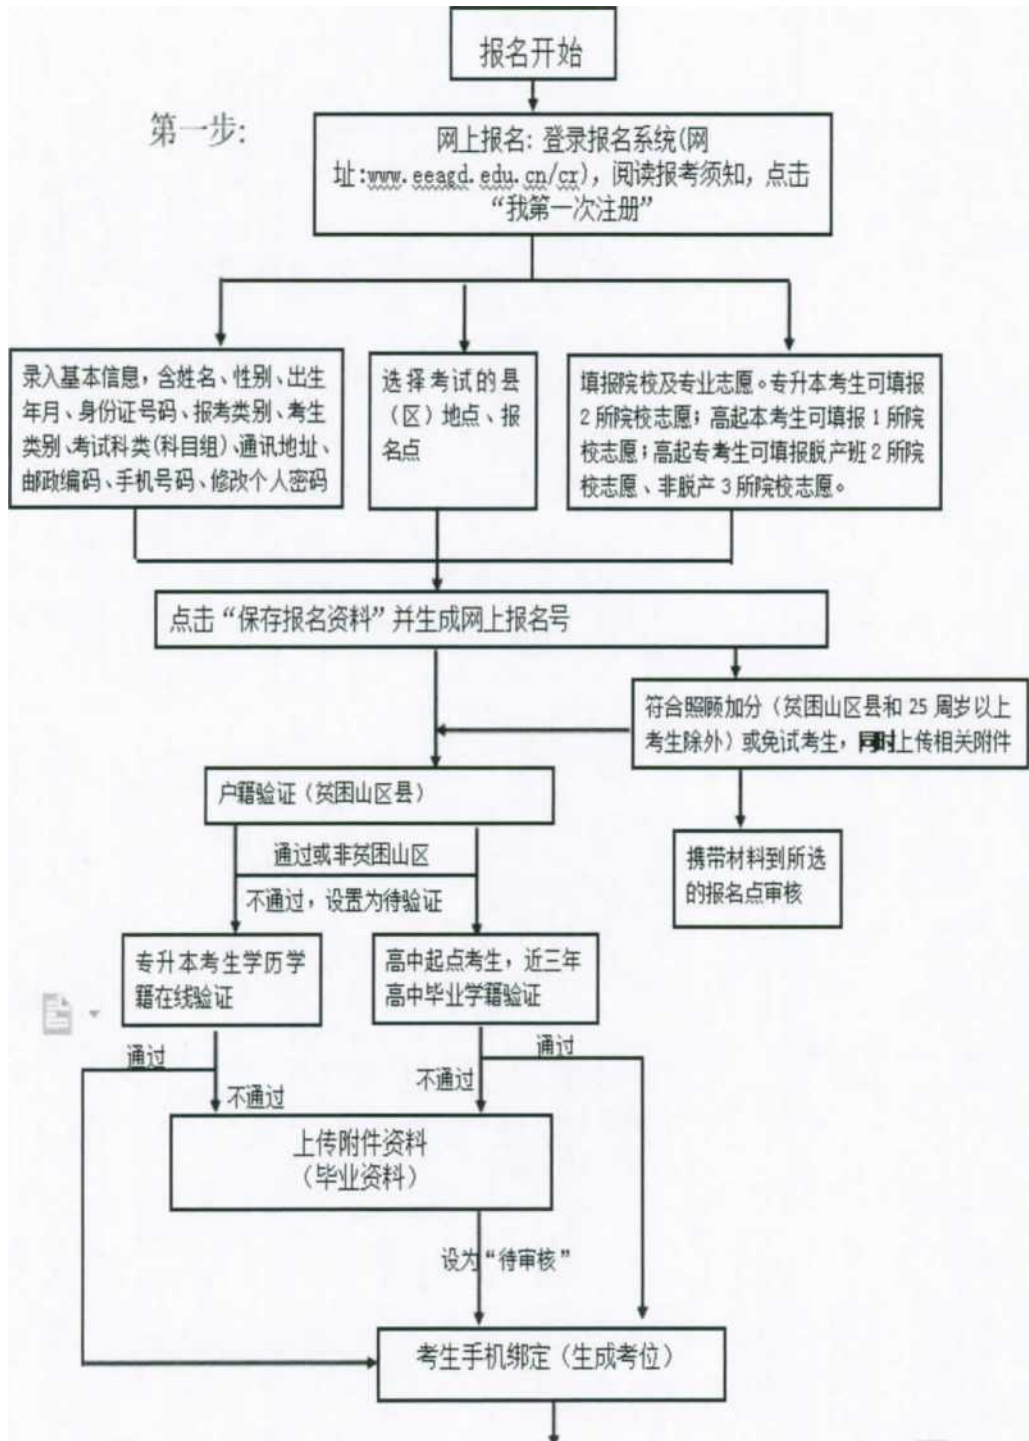 报名开始
第一步:
网上报名: 登录报名系统(网
址:www.eeagd.edu.cn/cr), 阅读报考须知, 点击
“我第一次注册”
录入基本信息, 含姓名、性别、出生
年月、身份证号码、报考类别、考生
类别、考试科类(科目组)、通讯地址、
邮政编码、手机号码、修改个人密码
选择考试的县
（区）地点、报
名点
填报院校及专业志愿。专升本考生可填报
2 所院校志愿; 高起本考生可填报 1 所院
校志愿; 高起专考生可填报脱产班 2 所院
校志愿、非脱产 3 所院校志愿。
点击“保存报名资料”并生成网上报名号
符合照顾加分（贫困山区县和 25 周岁以上
考生除外）或免试考生, 同时上传相关附件
户籍验证（贫困山区县）
通过或非贫困山区
不通过, 设置为待验证
携带材料到所选
的报名点审核
专升本考生学历学
籍在线验证
高中起点考生, 近三年
高中毕业学籍验证
通过
不通过
通过
不通过
上传附件资料
（毕业资料）
设为“待审核”
考生手机绑定（生成考位）